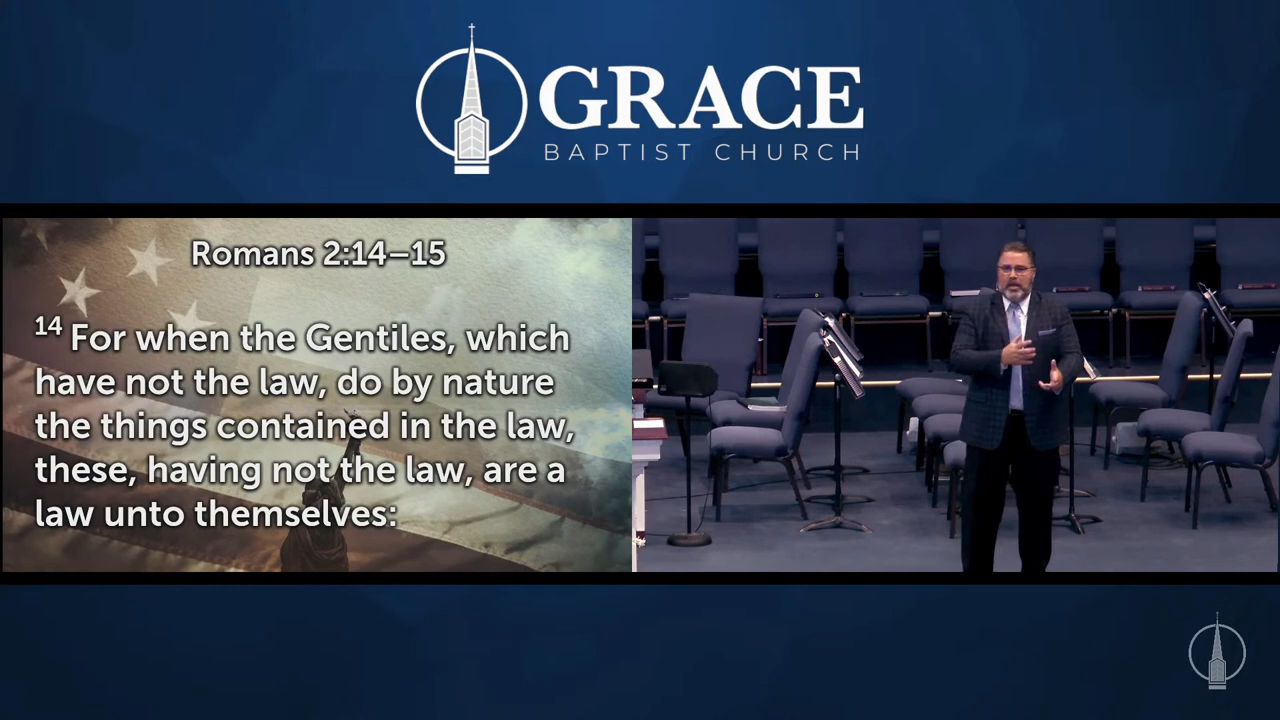 GRACE
BAPTIST CHURCH
Romans 2:14–15
14 For when the Gentiles, which
have not the law, do by nature
the things contained in the law,
these, having not the law, are a
law unto themselves: